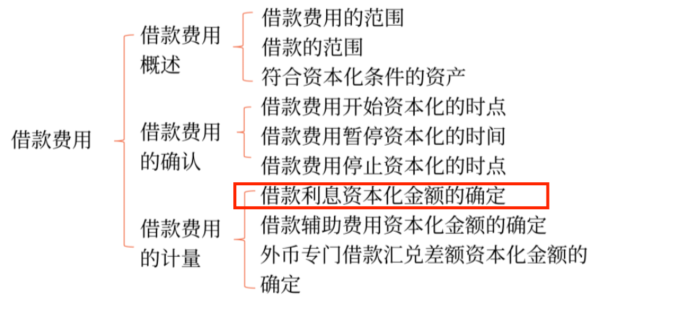 借款费用
借款费用
概述
借款费用的范围
借款的范围
符合资本化条件的资产
借款费用
的确认
借款费用开始资本化的时点
借款费用暂停资本化的时间
借款费用停止资本化的时点
借款费用
的计量
借款利息资本化金额的确定
借款辅助费用资本化金额的确定
外币专门借款汇兑差额资本化金额的
确定